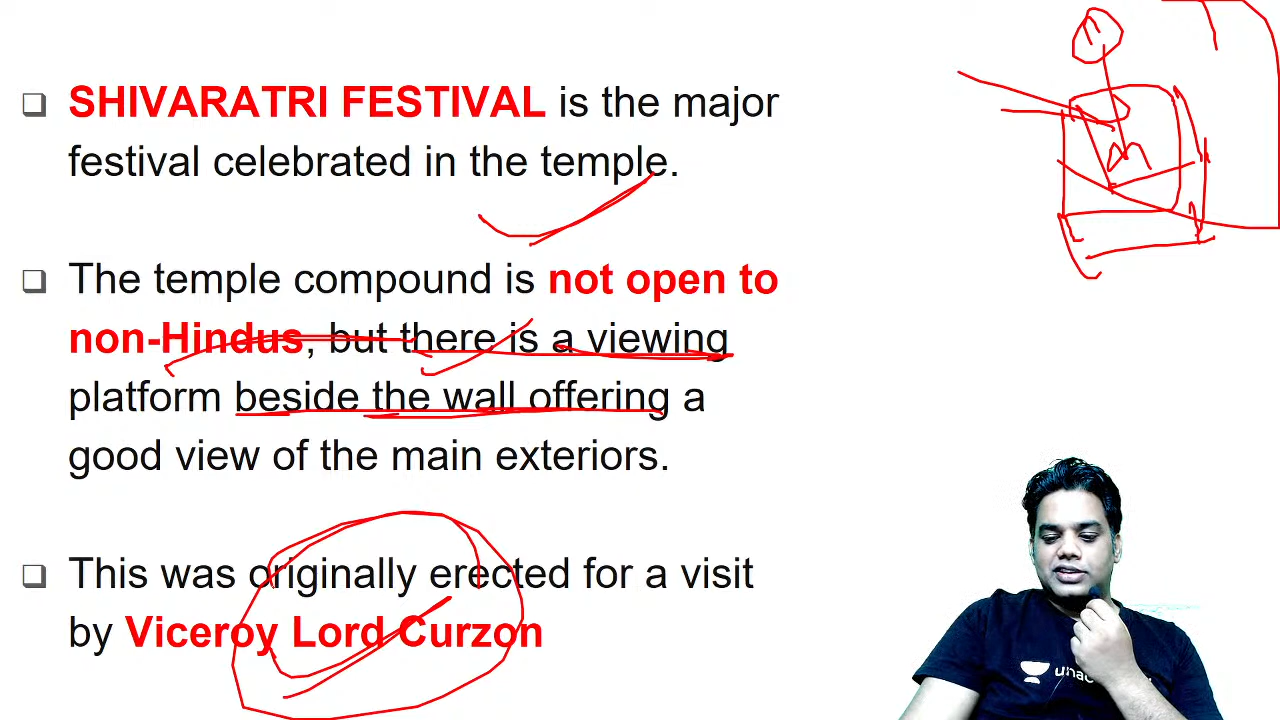 SHIVARATRI FESTIVAL is the major
festival celebrated in the temple.
The temple compound is not open to
non-Hindus, but there is a viewing
platform beside the wall offering a
good view of the main exteriors.
This was originally erected for a visit
by Viceroy Lord Curzon